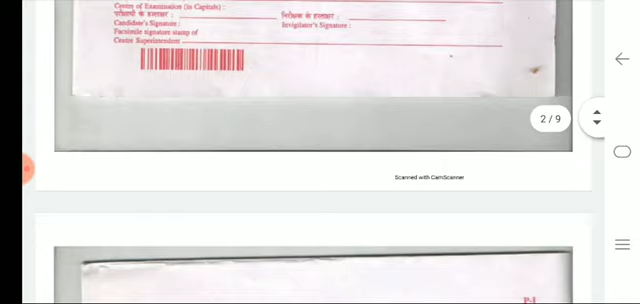 Centre of Examination (in Capitals) :
परीक्षार्थी के हस्ताक्षर : निरीक्षक के हस्ताक्षर :
Candidate's Signature : Invigilator's Signature :
Facsimile signature stamp of
Centre Superintendent
2 / 9
Scanned with CamScanner
P-I